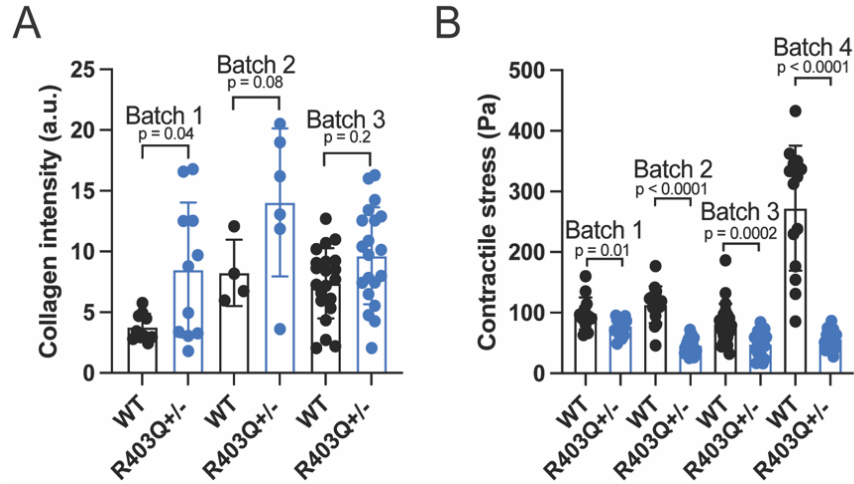 A
Collagen intensity (a.u.)
25
20
15
10
5
0
Batch 1
p = 0.04
Batch 2
p = 0.08
Batch 3
p = 0.2
WT
R403Q+/-
WT
R403Q+/-
WT
R403Q+/-
B
Contractile stress (Pa)
500
400
300
200
100
0
Batch 1
p = 0.01
Batch 2
p < 0.0001
Batch 3
p = 0.0002
Batch 4
p < 0.0001
WT
R403Q+/-
WT
R403Q+/-
WT
R403Q+/-
WT
R403Q+/-